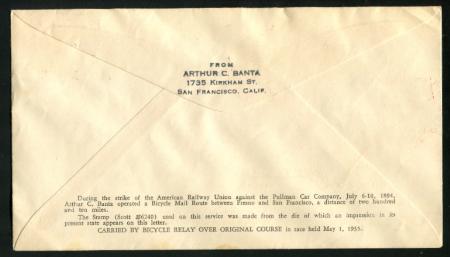 FROM
ARTHUR C. BANTA
1735 KIRKHAM ST.
SAN FRANCISCO, CALIF.
During the strike of the American Railway Union against the Pullman Car Company, July 6-18, 1894,
Arthur C. Banta operated a Bicycle Mail Route between Fresno and San Francisco, a distance of two hundred
and ten miles.
The Stamp (Scott #6240) used on this service was made from the die of which an impression in its
present state appears on this letter.
CARRIED BY BICYCLE RELAY OVER ORIGINAL COURSE in race held May 1, 1935.